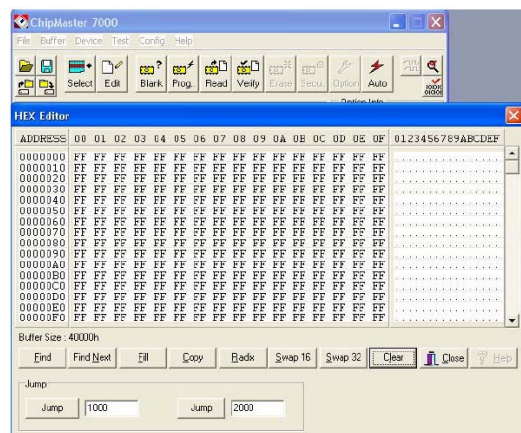 ChipMaster 7000
File Buffer Device Test Config Help
Select Edit Blank Prog. Read Verify Erase Secu. Option Auto
HEX Editor
ADDRESS 00 01 02 03 04 05 06 07 08 09 0A 0B 0C 0D 0E 0F 0123456789ABCDEF
0000000 FF FF FF FF FF FF FF FF FF FF FF FF FF FF FF FF ................
0000010 FF FF FF FF FF FF FF FF FF FF FF FF FF FF FF FF ................
0000020 FF FF FF FF FF FF FF FF FF FF FF FF FF FF FF FF ................
0000030 FF FF FF FF FF FF FF FF FF FF FF FF FF FF FF FF ................
0000040 FF FF FF FF FF FF FF FF FF FF FF FF FF FF FF FF ................
0000050 FF FF FF FF FF FF FF FF FF FF FF FF FF FF FF FF ................
0000060 FF FF FF FF FF FF FF FF FF FF FF FF FF FF FF FF ................
0000070 FF FF FF FF FF FF FF FF FF FF FF FF FF FF FF FF ................
0000080 FF FF FF FF FF FF FF FF FF FF FF FF FF FF FF FF ................
0000090 FF FF FF FF FF FF FF FF FF FF FF FF FF FF FF FF ................
00000A0 FF FF FF FF FF FF FF FF FF FF FF FF FF FF FF FF ................
00000B0 FF FF FF FF FF FF FF FF FF FF FF FF FF FF FF FF ................
00000C0 FF FF FF FF FF FF FF FF FF FF FF FF FF FF FF FF ................
00000D0 FF FF FF FF FF FF FF FF FF FF FF FF FF FF FF FF ................
00000E0 FF FF FF FF FF FF FF FF FF FF FF FF FF FF FF FF ................
00000F0 FF FF FF FF FF FF FF FF FF FF FF FF FF FF FF FF ................
Buffer Size : 40000h
Find Find Next Fill Copy Radix Swap 16 Swap 32 Clear Close Help
Jump
Jump 1000 Jump 2000